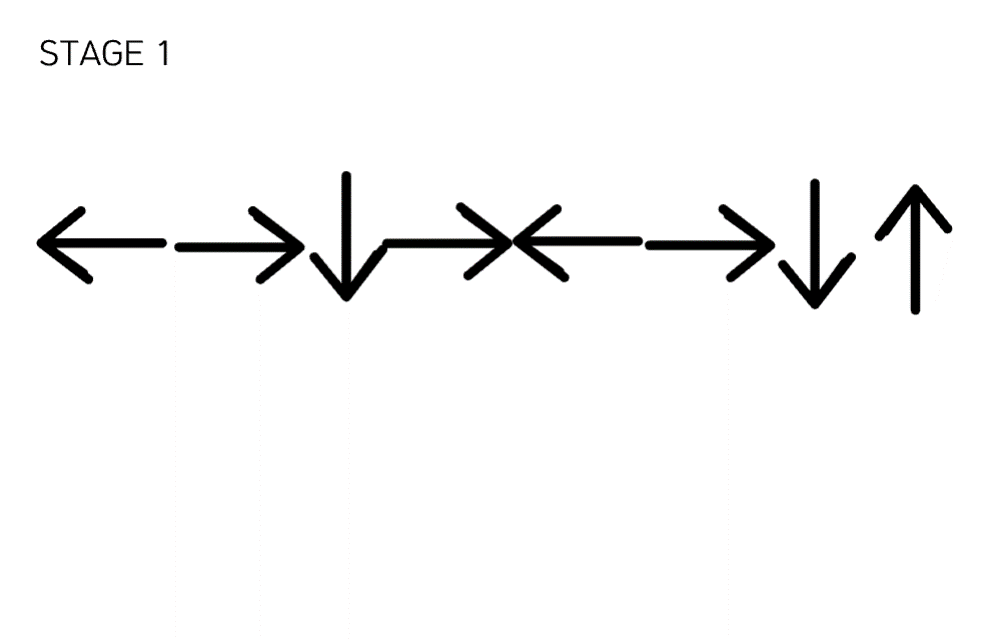 STAGE 1
← → ↓ → ← → ↓ ↑